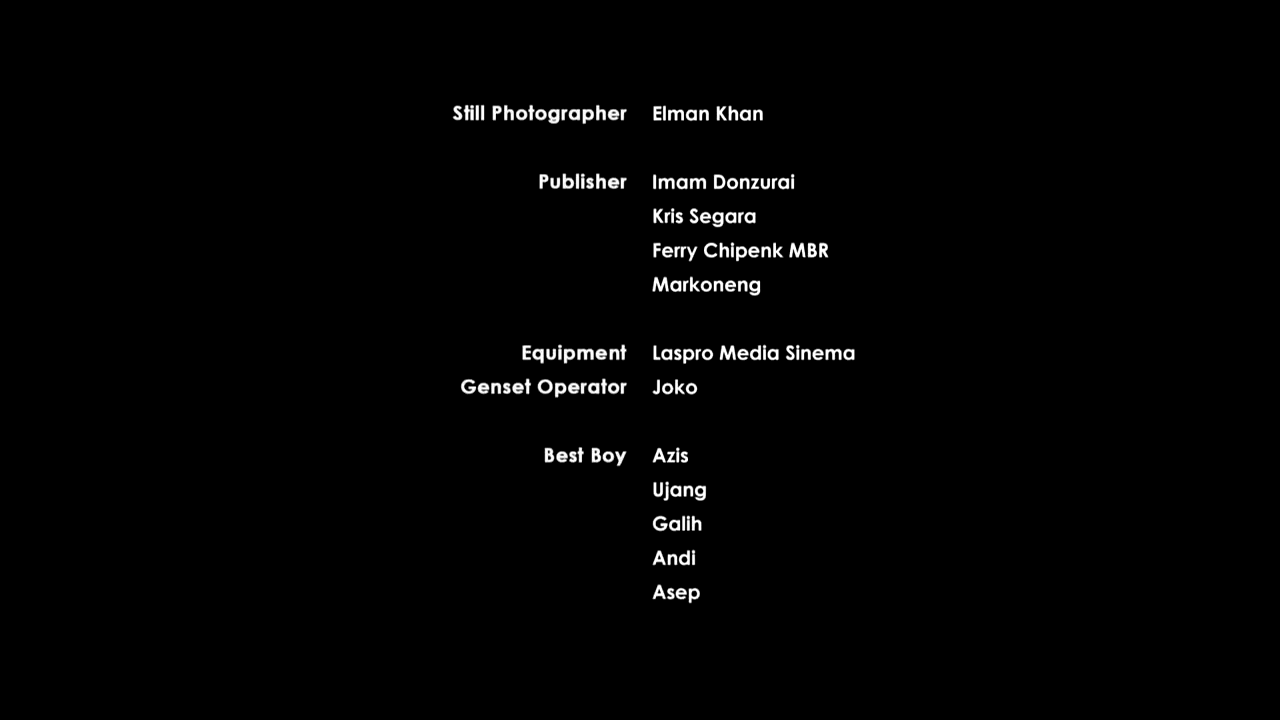 Still Photographer Elman Khan
Publisher Imam Donzurai
Kris Segara
Ferry Chipenk MBR
Markoneng
Equipment Laspro Media Sinema
Genset Operator Joko
Best Boy Azis
Ujang
Galih
Andi
Asep